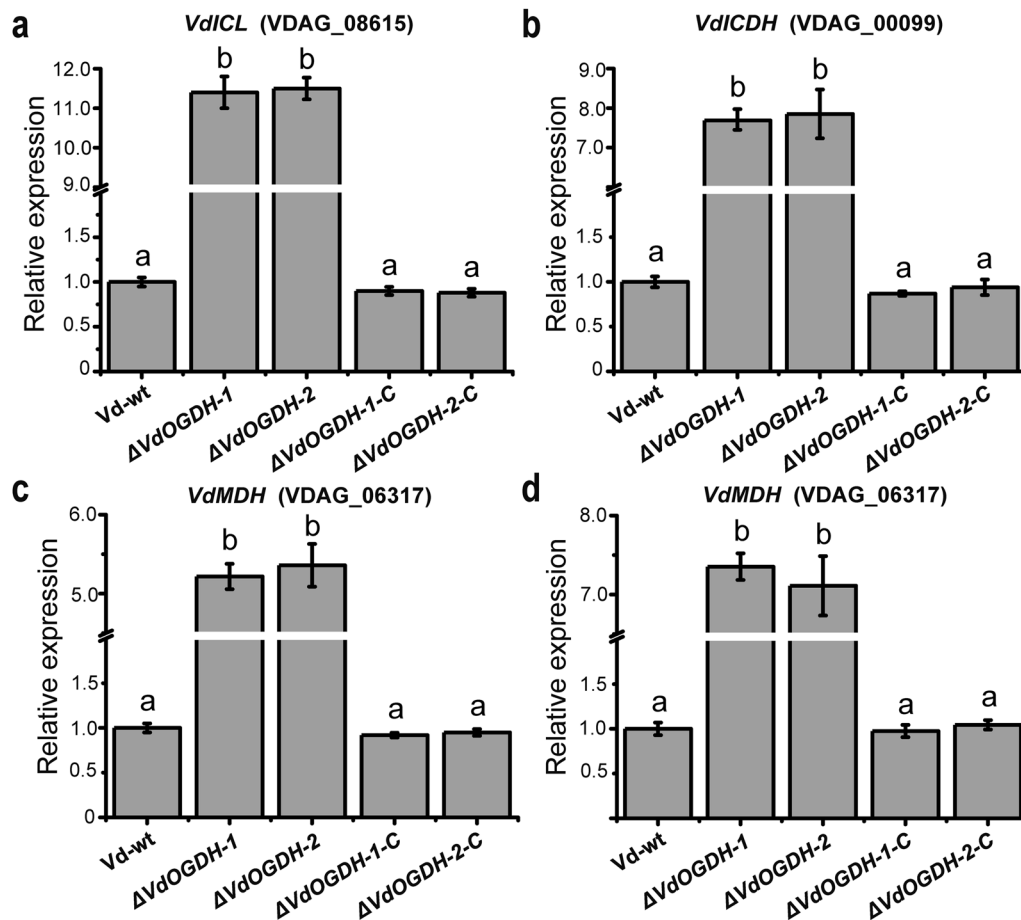 a
VdICL (VDAG_08615)
12.0
11.0
10.0
9.0
1.5
1.0
0.5
0
Relative expression
a
b
b
a
a
Vd-wt
ΔVdOGDH-1
ΔVdOGDH-2
ΔVdOGDH-1-C
ΔVdOGDH-2-C
b
VdICDH (VDAG_00099)
9.0
8.0
7.0
1.5
1.0
0.5
0
Relative expression
a
b
b
a
a
Vd-wt
ΔVdOGDH-1
ΔVdOGDH-2
ΔVdOGDH-1-C
ΔVdOGDH-2-C
c
VdMDH (VDAG_06317)
6.0
5.0
1.5
1.0
0.5
0
Relative expression
a
b
b
a
a
Vd-wt
ΔVdOGDH-1
ΔVdOGDH-2
ΔVdOGDH-1-C
ΔVdOGDH-2-C
d
VdMDH (VDAG_06317)
8.0
7.0
1.5
1.0
0.5
Relative expression
a
b
b
a
a
Vd-wt
ΔVdOGDH-1
ΔVdOGDH-2
ΔVdOGDH-1-C
ΔVdOGDH-2-C